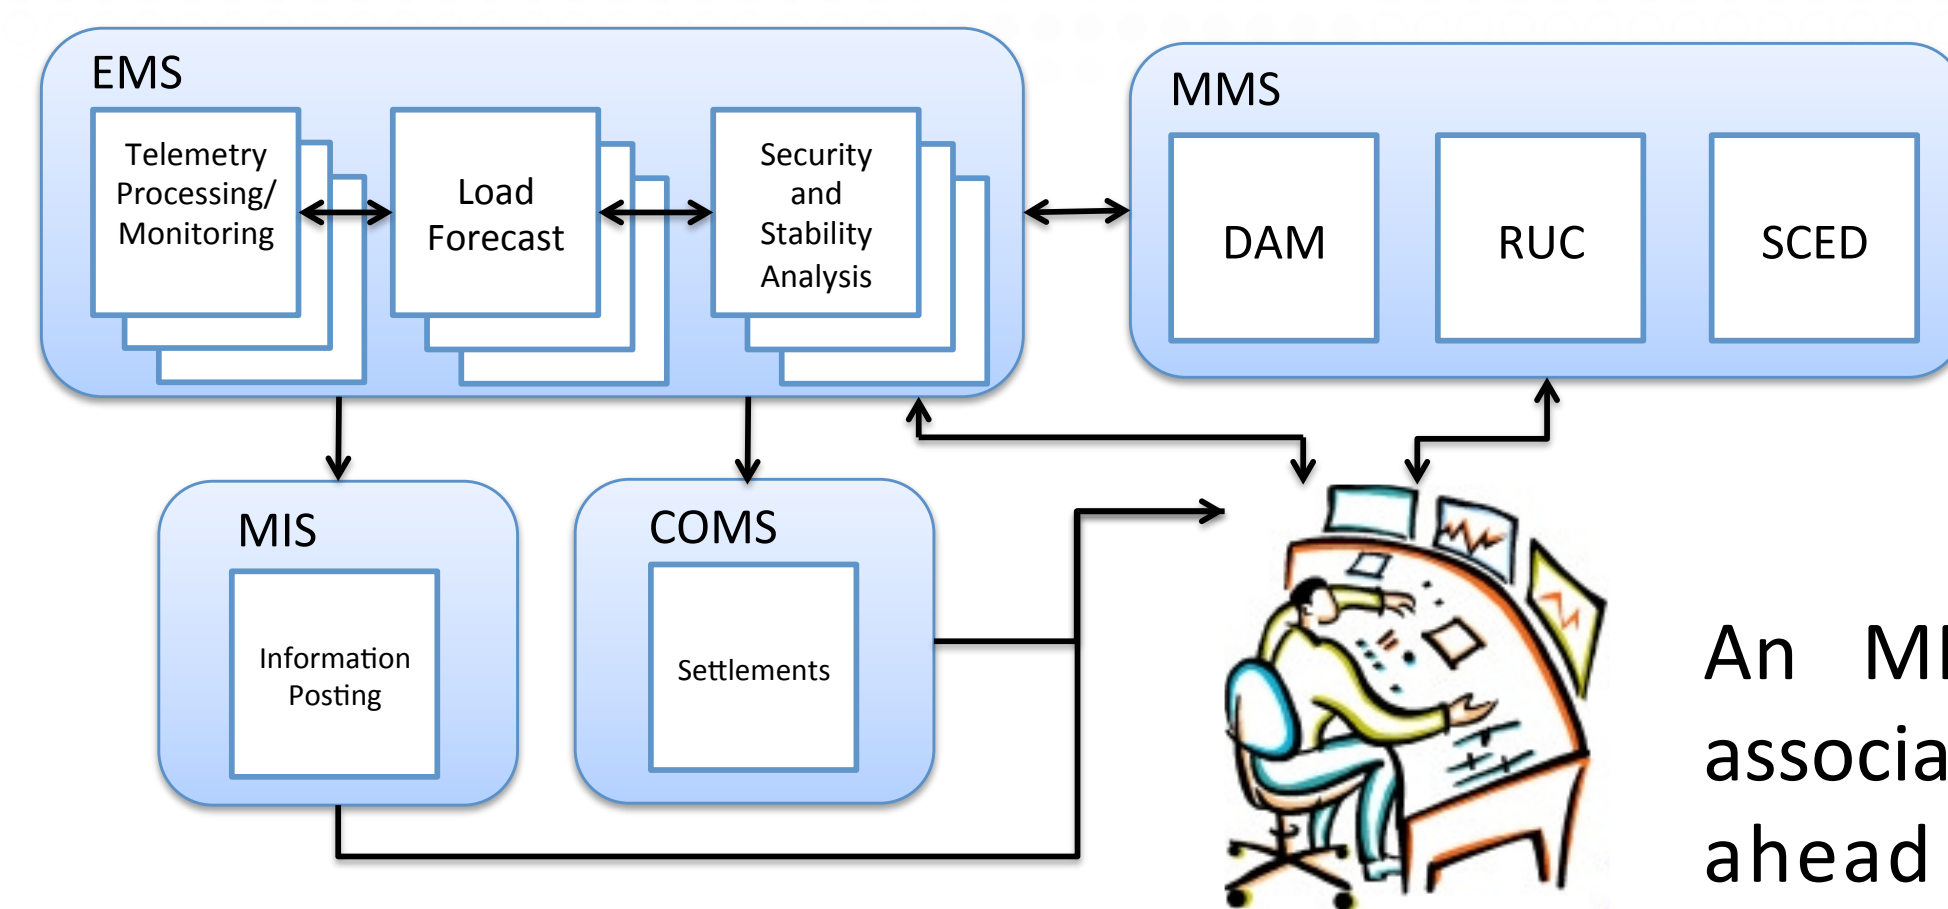 EMS
Telemetry
Processing/
Monitoring
Load
Forecast
Security
and
Stability
Analysis
MMS
DAM
RUC
SCED
MIS
Information
Posting
COMS
Settlements
An
associa
ahead